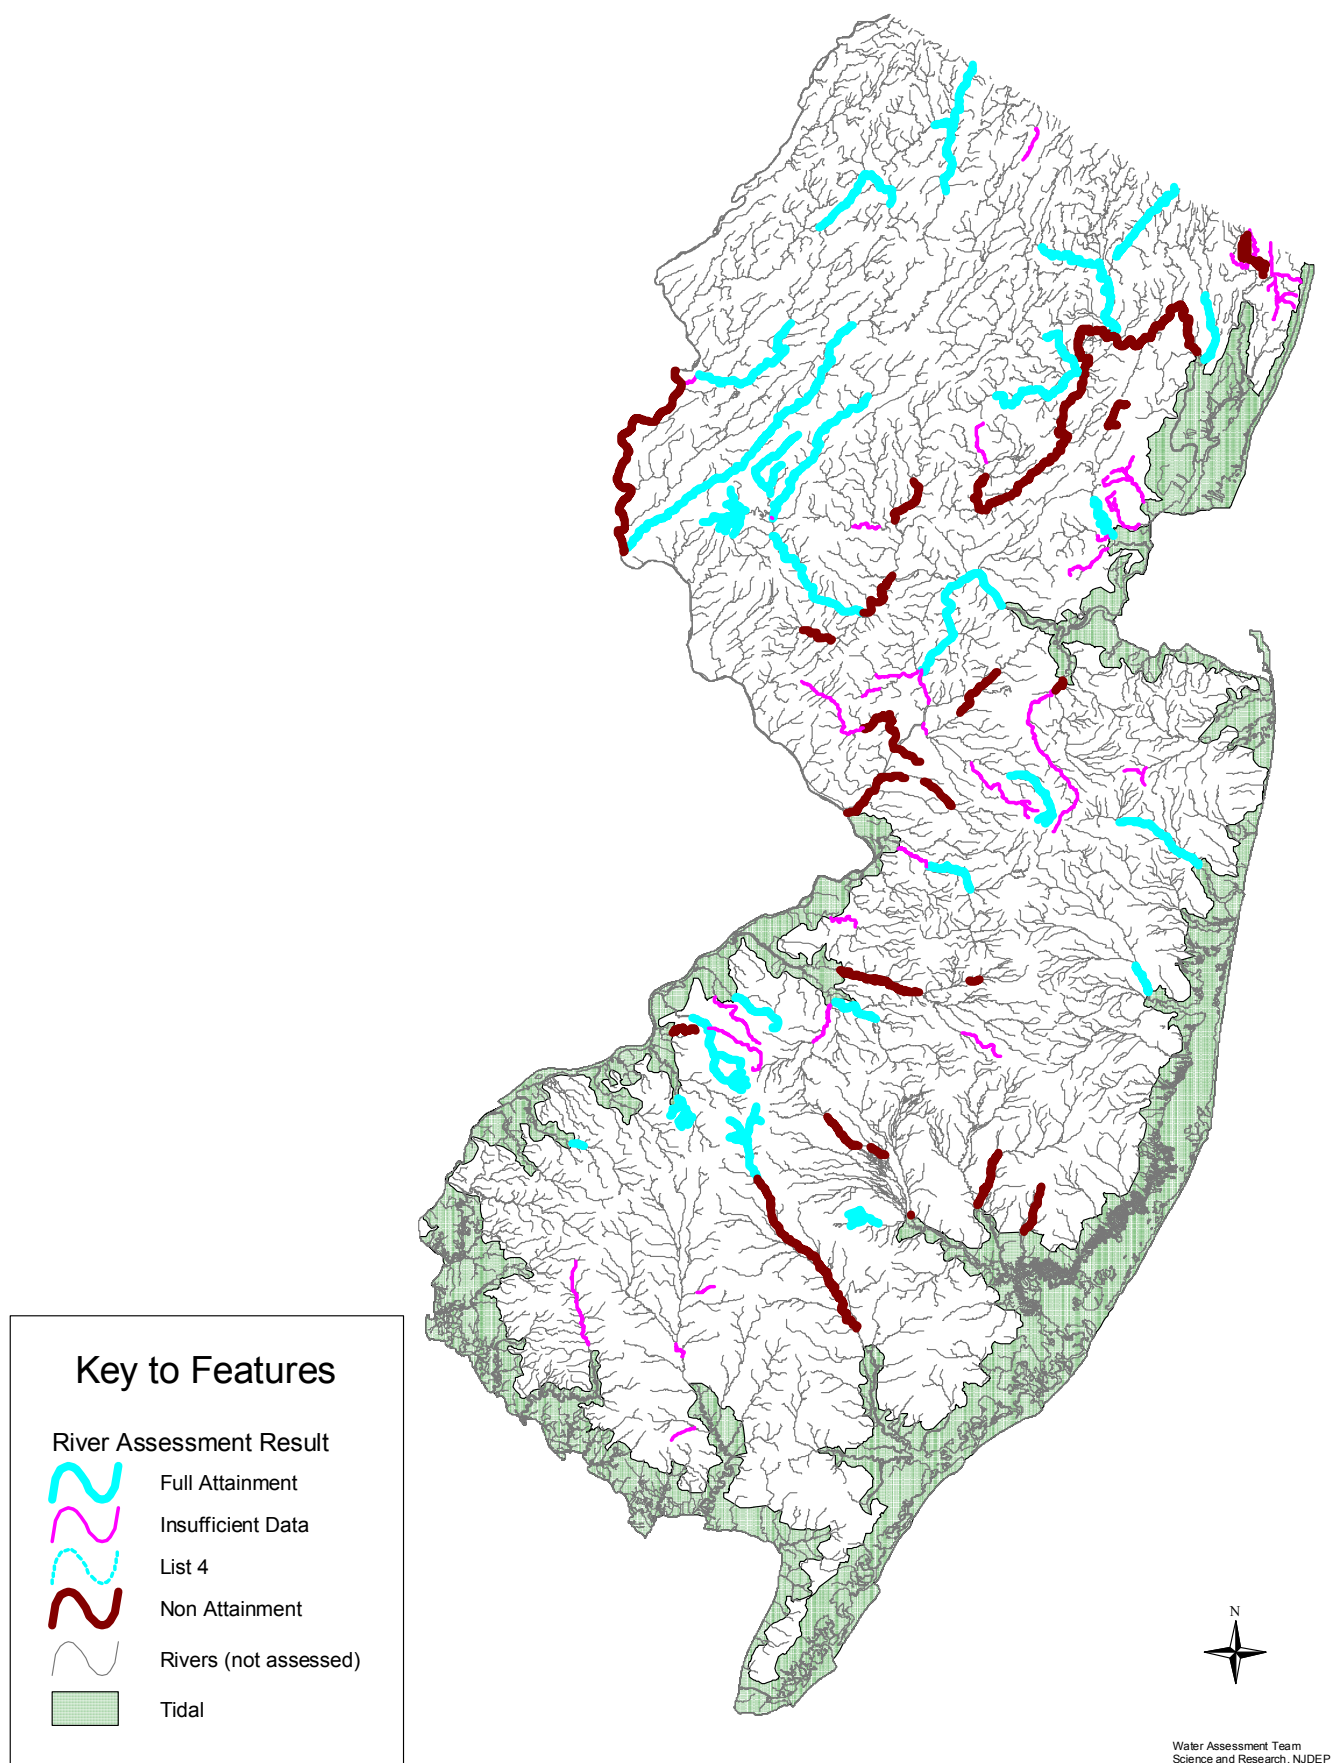 Key to Features
River Assessment Result
Full Attainment
Insufficient Data
List 4
Non Attainment
Rivers (not assessed)
Tidal
N
Water Assessment Team
Science and Research, NJDEP